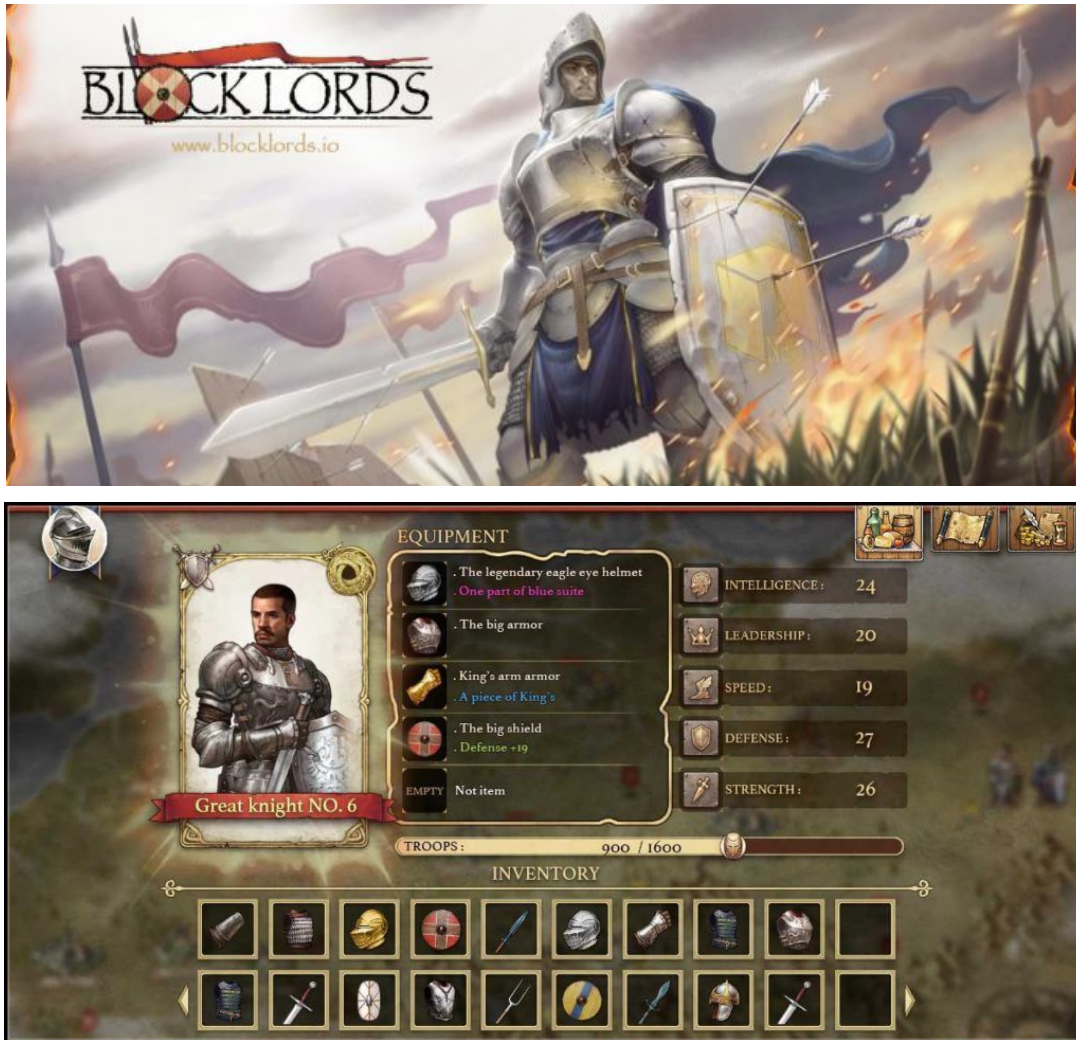 BLOCK LORDS
www.blocklords.io
EQUIPMENT
. The legendary eagle eye helmet
. One part of blue suite
. The big armor
. King's arm armor
. A piece of King's
. The big shield
. Defense +19
EMPTY Not item
Great knight NO. 6
INTELLIGENCE: 24
LEADERSHIP: 20
SPEED: 19
DEFENSE: 27
STRENGTH: 26
TROOPS: 900 / 1600
INVENTORY